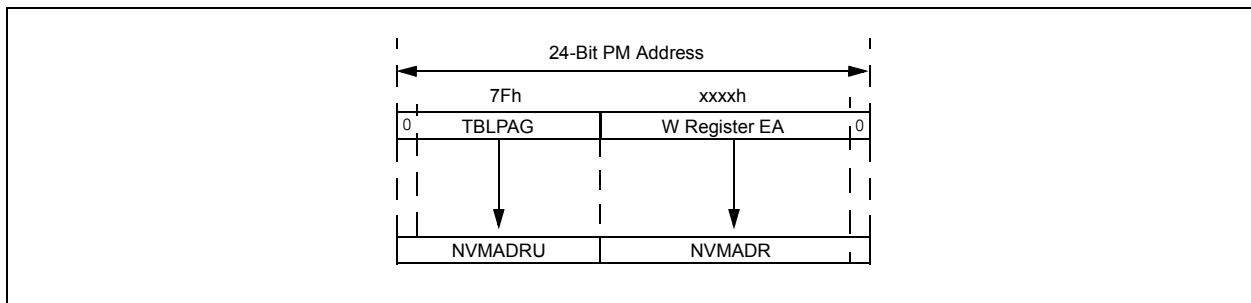 24-Bit PM Address
7Fh xxxxh
0 TBLPAG W Register EA 0
NVMADRU NVMADR